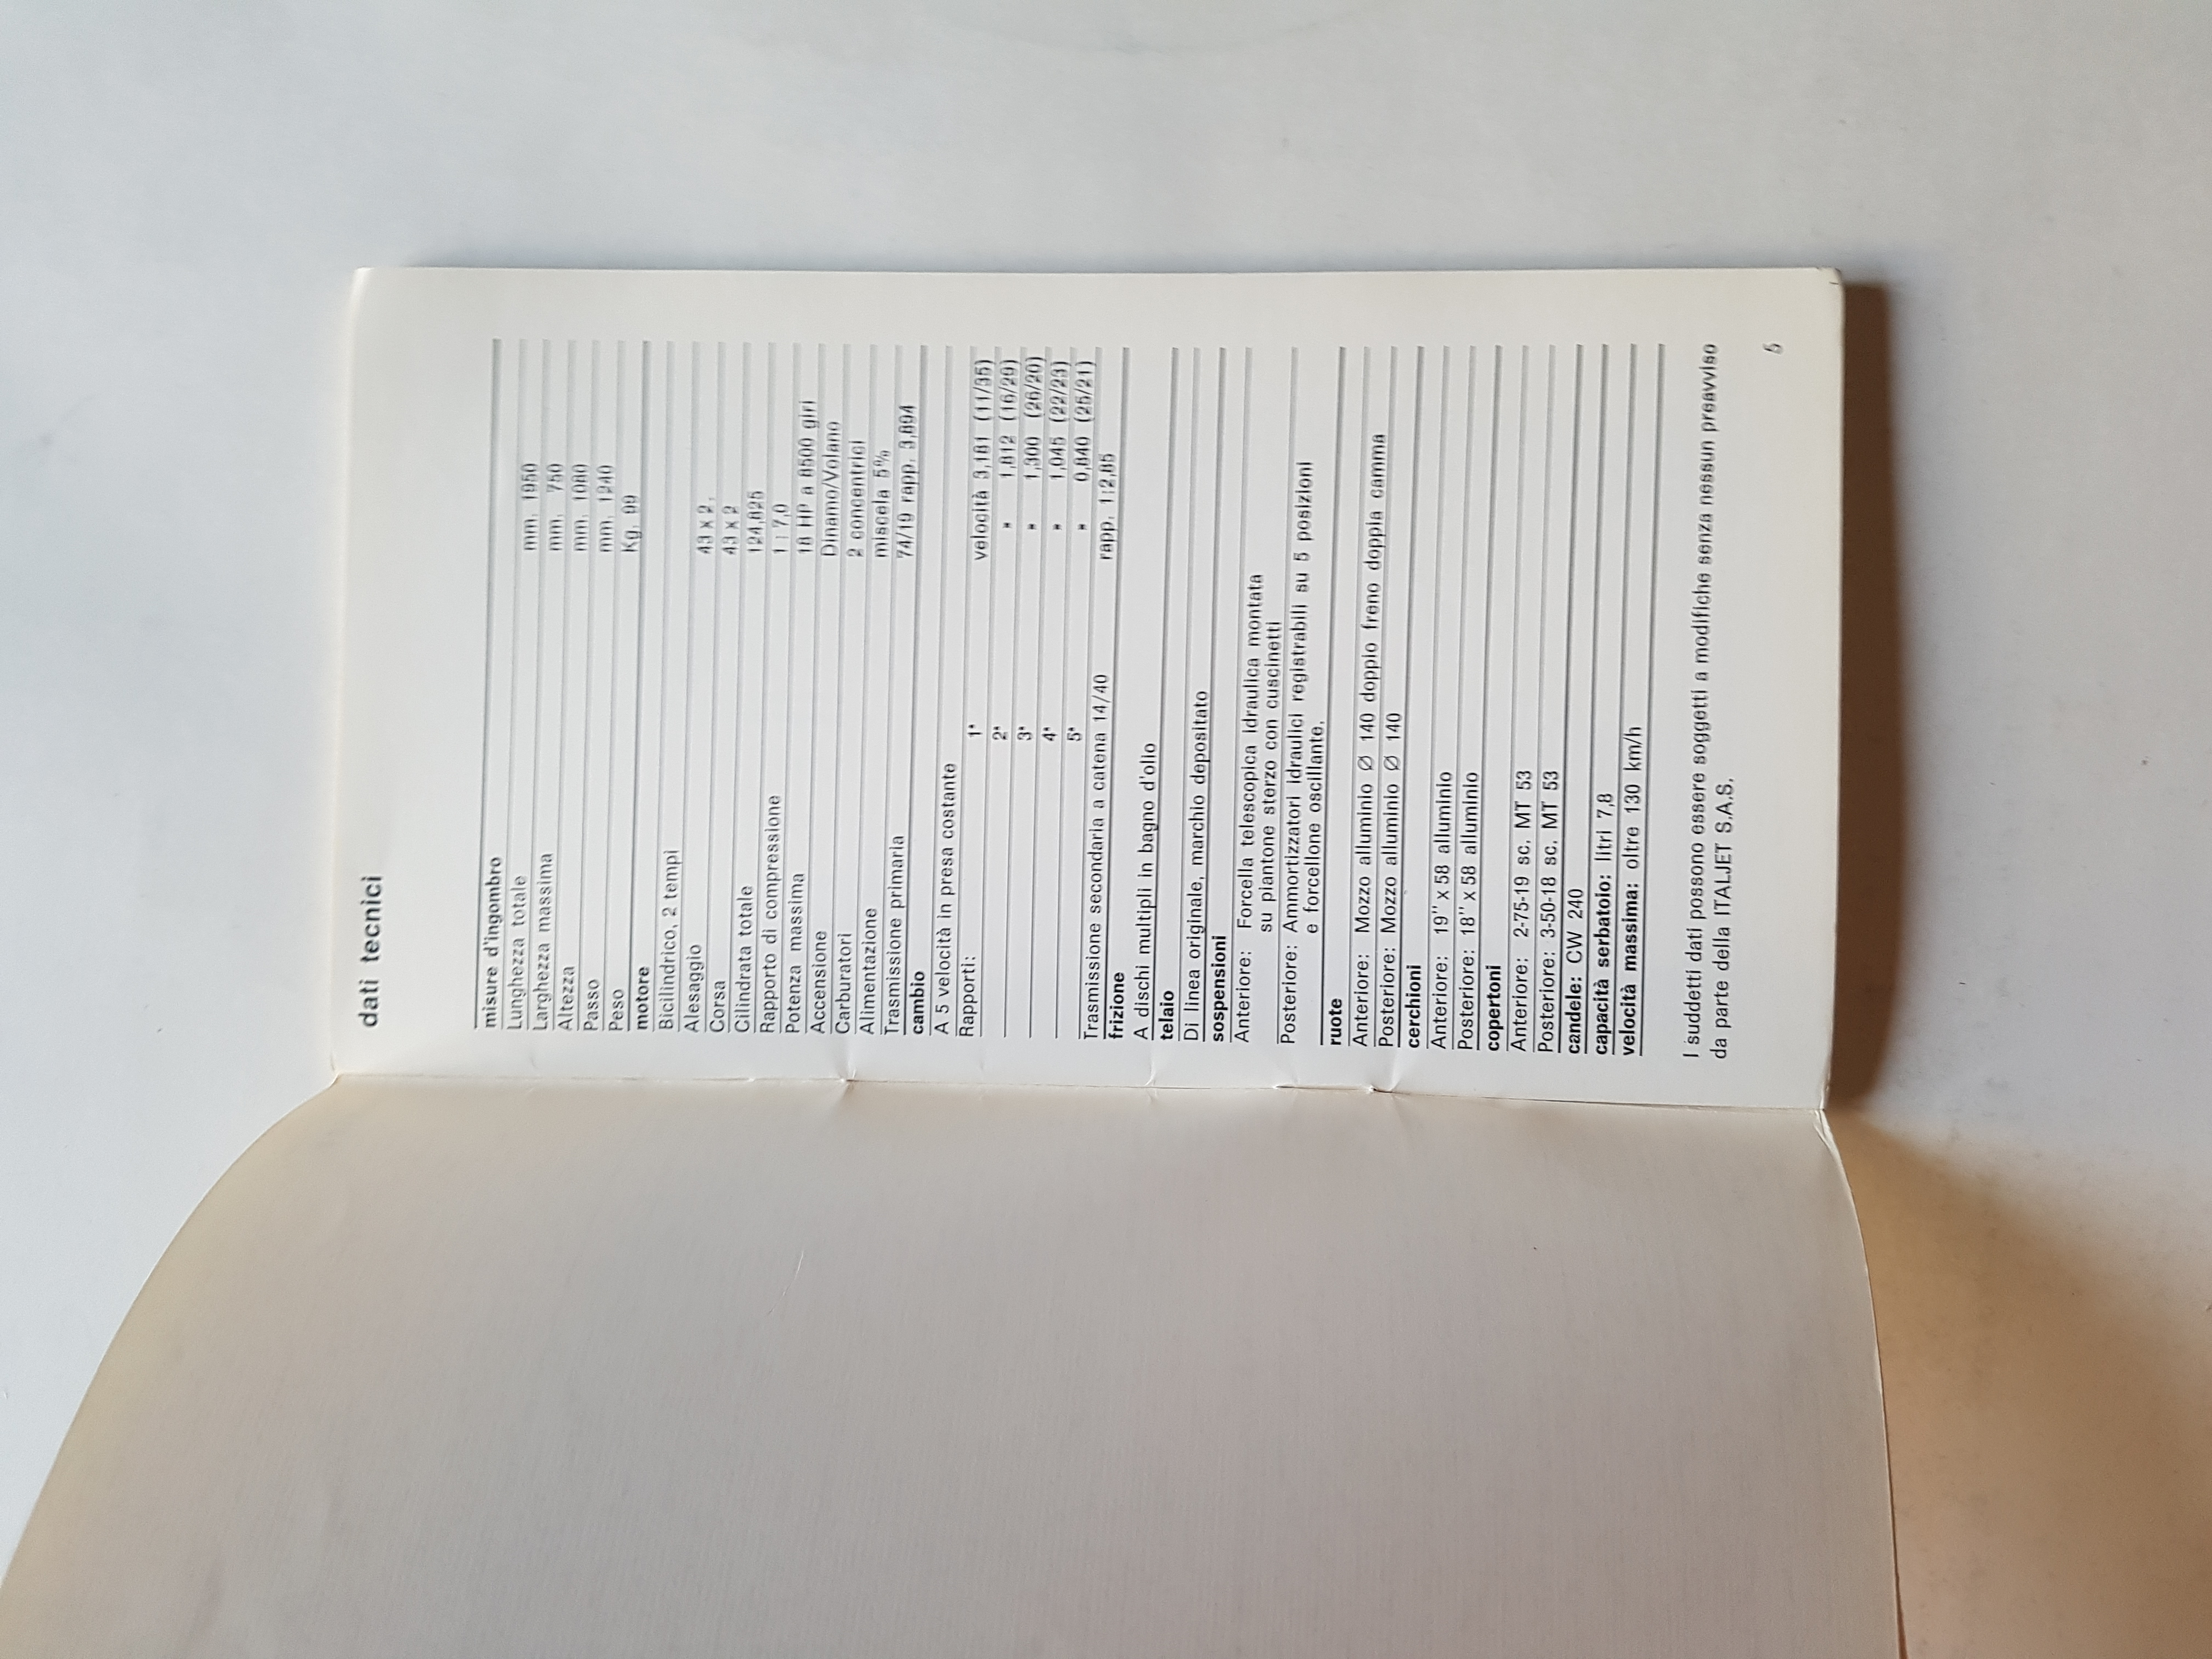 dati tecnici
misure d'ingombro
Lunghezza totale mm. 1950
Larghezza massima mm. 750
Altezza mm. 1080
Passo mm. 1240
Peso Kg. 99
motore
Bicilindrico, 2 tempi
Alesaggio 43 x 2.
Corsa 43 x 2
Cilindrata totale 124,825
Rapporto di compressione 1 : 7,0
Potenza massima 18 HP a 8500 giri
Accensione Dinamo/Volano
Carburatori 2 concentrici
Alimentazione miscela 5%
Trasmissione primaria 74/19 rapp. 3,894
cambio
A 5 velocità in presa costante
Rapporti: 1ª velocità 3,181 (11/35)
2ª » 1,812 (16/29)
3ª » 1,300 (26/20)
4ª » 1,045 (22/23)
5ª » 0,840 (25/21)
Trasmissione secondaria a catena 14/40 rapp. 1:2,85
frizione
A dischi multipli in bagno d'olio
telaio
Di linea originale, marchio depositato
sospensioni
Anteriore: Forcella telescopica idraulica montata
su piantone sterzo con cuscinetti
Posteriore: Ammortizzatori idraulici registrabili su 5 posizioni
e forcellone oscillante.
ruote
Anteriore: Mozzo alluminio Ø 140 doppio freno doppia camma
Posteriore: Mozzo alluminio Ø 140
cerchioni
Anteriore: 19" x 58 alluminio
Posteriore: 18" x 58 alluminio
copertoni
Anteriore: 2-75-19 sc. MT 53
Posteriore: 3-50-18 sc. MT 53
candele: CW 240
capacità serbatoio: litri 7,8
velocità massima: oltre 130 km/h
I suddetti dati possono essere soggetti a modifiche senza nessun preavviso
da parte della ITALJET S.A.S.
5